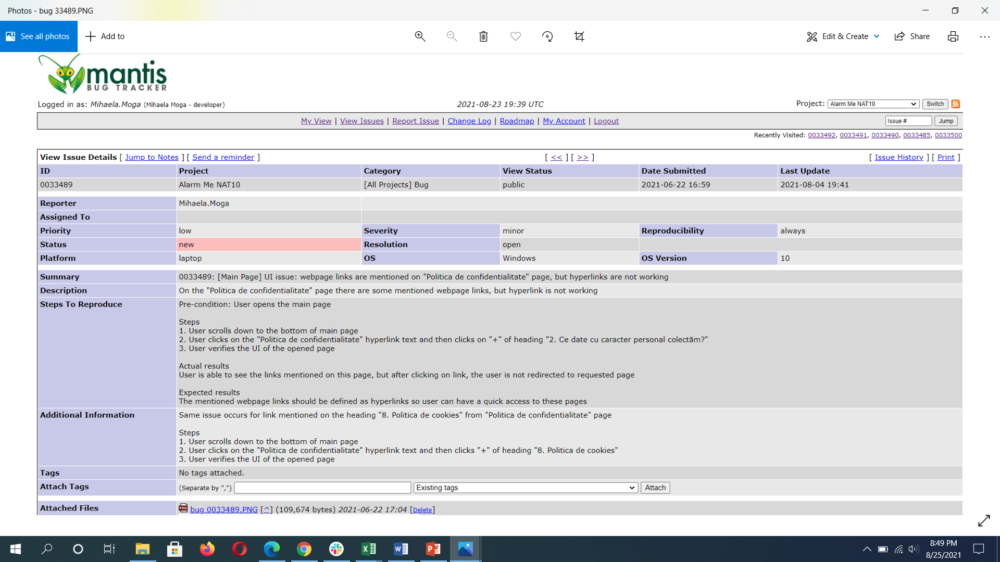 Photos - bug 33489.PNG
See all photos
Add to
Edit & Create
Share
mantis
BUG TRACKER
Logged in as: Mihaela.Moga (Mihaela Moga - developer)
2021-08-23 19:39 UTC
Project: Alarm Me NAT10 Switch
My View | View Issues | Report Issue | Change Log | Roadmap | My Account | Logout
Issue # Jump
Recently Visited: 0033492, 0033491, 0033490, 0033485, 0033500
View Issue Details [ Jump to Notes ] [ Send a reminder ] [ << ] [ >> ] [ Issue History ] [ Print ]
ID Project Category View Status Date Submitted Last Update
0033489 Alarm Me NAT10 [All Projects] Bug public 2021-06-22 16:59 2021-08-04 19:41
Reporter Mihaela.Moga
Assigned To
Priority low Severity minor Reproducibility always
Status new Resolution open
Platform laptop OS Windows OS Version 10
Summary 0033489: [Main Page] UI issue: webpage links are mentioned on "Politica de confidentialitate" page, but hyperlinks are not working
Description On the "Politica de confidentialitate" page there are some mentioned webpage links, but hyperlink is not working
Steps To Reproduce Pre-condition: User opens the main page
Steps
1. User scrolls down to the bottom of main page
2. User clicks on the "Politica de confidentialitate" hyperlink text and then clicks on "+" of heading "2. Ce date cu caracter personal colectăm?"
3. User verifies the UI of the opened page
Actual results
User is able to see the links mentioned on this page, but after clicking on link, the user is not redirected to requested page
Expected results
The mentioned webpage links should be defined as hyperlinks so user can have a quick access to these pages
Additional Information Same issue occurs for link mentioned on the heading "8. Politica de cookies" from "Politica de confidentialitate" page
Steps
1. User scrolls down to the bottom of main page
2. User clicks on the "Politica de confidentialitate" hyperlink text and then clicks "+" of heading "8. Politica de cookies"
3. User verifies the UI of the opened page
Tags No tags attached.
Attach Tags (Separate by ",") Existing tags Attach
Attached Files PNG bug 0033489.PNG [^] (109,674 bytes) 2021-06-22 17:04 [Delete]
8:49 PM
8/25/2021